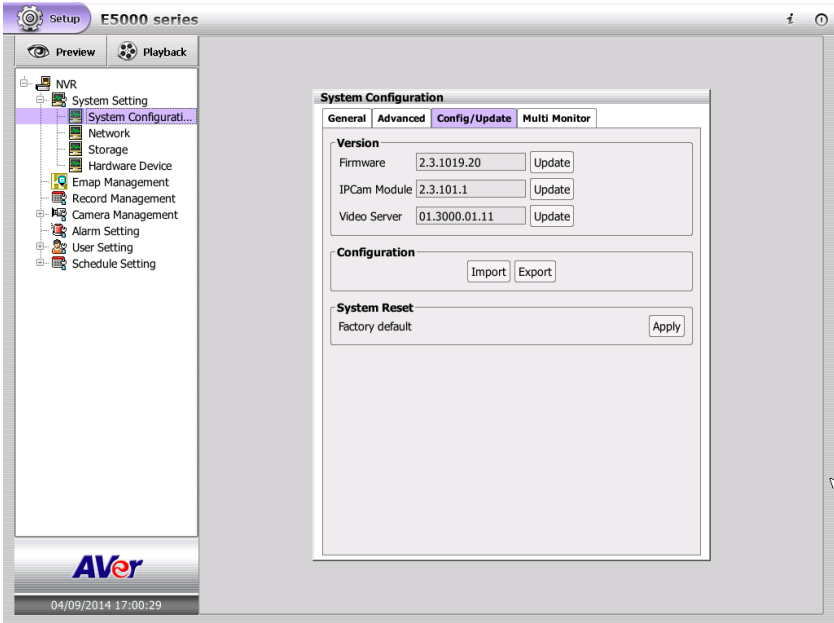 Setup E5000 series i
Preview Playback
NVR
System Setting
System Configurati...
Network
Storage
Hardware Device
Emap Management
Record Management
Camera Management
Alarm Setting
User Setting
Schedule Setting
AVer
04/09/2014 17:00:29
System Configuration
General Advanced Config/Update Multi Monitor
Version
Firmware 2.3.1019.20 Update
IPCam Module 2.3.101.1 Update
Video Server 01.3000.01.11 Update
Configuration
Import Export
System Reset
Factory default Apply